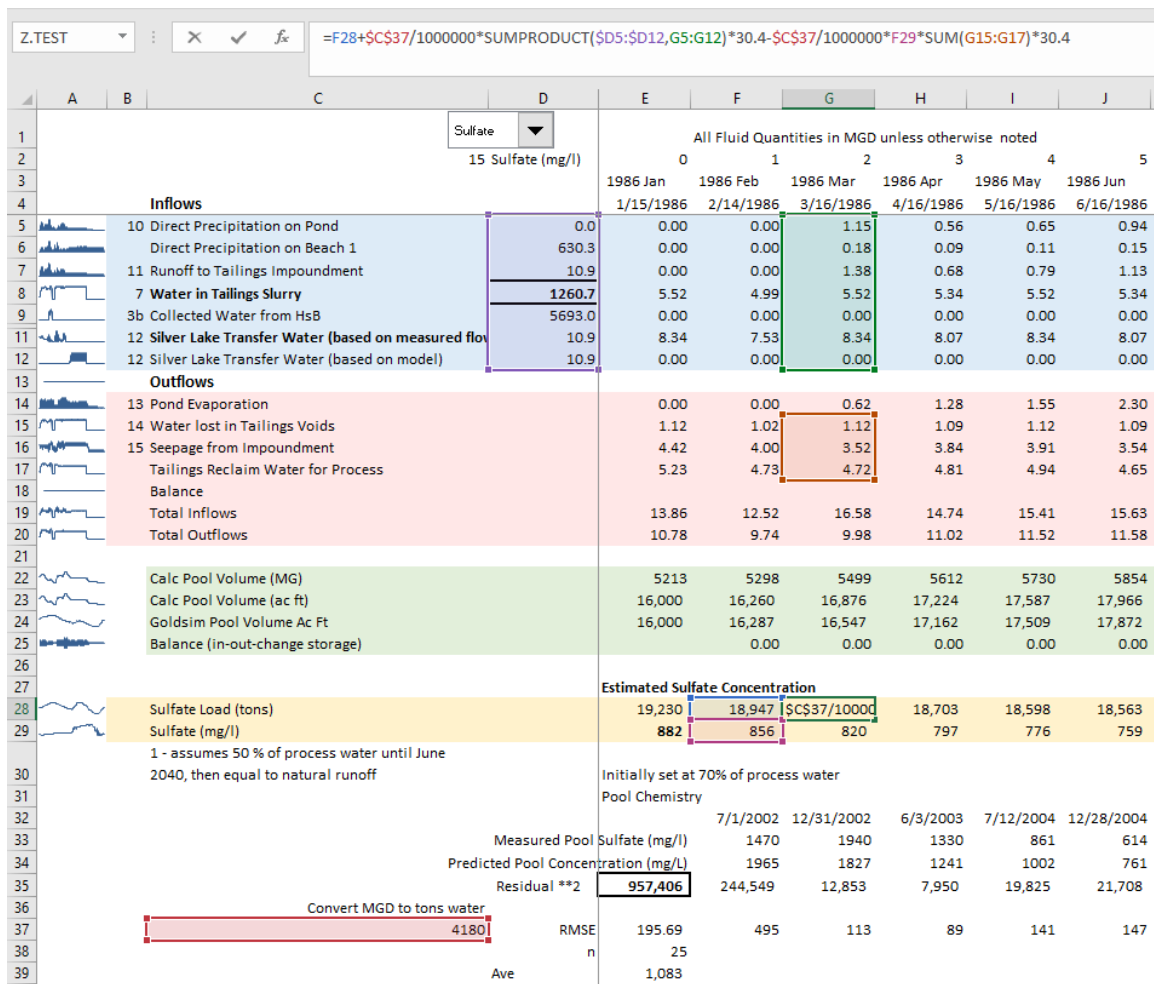 Z.TEST =F28+$C$37/1000000*SUMPRODUCT($D5:$D12,G5:G12)*30.4-$C$37/1000000*F29*SUM(G15:G17)*30.4
A B C D E F G H I J
1 Sulfate All Fluid Quantities in MGD unless otherwise noted
2 15 Sulfate (mg/l) 0 1 2 3 4 5
3 1986 Jan 1986 Feb 1986 Mar 1986 Apr 1986 May 1986 Jun
4 Inflows 1/15/1986 2/14/1986 3/16/1986 4/16/1986 5/16/1986 6/16/1986
5 10 Direct Precipitation on Pond 0.0 0.00 0.00 1.15 0.56 0.65 0.94
6 Direct Precipitation on Beach 1 630.3 0.00 0.00 0.18 0.09 0.11 0.15
7 11 Runoff to Tailings Impoundment 10.9 0.00 0.00 1.38 0.68 0.79 1.13
8 7 Water in Tailings Slurry 1260.7 5.52 4.99 5.52 5.34 5.52 5.34
9 3b Collected Water from HsB 5693.0 0.00 0.00 0.00 0.00 0.00 0.00
11 12 Silver Lake Transfer Water (based on measured flov 10.9 8.34 7.53 8.34 8.07 8.34 8.07
12 12 Silver Lake Transfer Water (based on model) 10.9 0.00 0.00 0.00 0.00 0.00 0.00
13 Outflows
14 13 Pond Evaporation 0.00 0.00 0.62 1.28 1.55 2.30
15 14 Water lost in Tailings Voids 1.12 1.02 1.12 1.09 1.12 1.09
16 15 Seepage from Impoundment 4.42 4.00 3.52 3.84 3.91 3.54
17 Tailings Reclaim Water for Process 5.23 4.73 4.72 4.81 4.94 4.65
18 Balance
19 Total Inflows 13.86 12.52 16.58 14.74 15.41 15.63
20 Total Outflows 10.78 9.74 9.98 11.02 11.52 11.58
21
22 Calc Pool Volume (MG) 5213 5298 5499 5612 5730 5854
23 Calc Pool Volume (ac ft) 16,000 16,260 16,876 17,224 17,587 17,966
24 Goldsim Pool Volume Ac Ft 16,000 16,287 16,547 17,162 17,509 17,872
25 Balance (in-out-change storage) 0.00 0.00 0.00 0.00 0.00
26
27 Estimated Sulfate Concentration
28 Sulfate Load (tons) 19,230 18,947 $C$37/10000 18,703 18,598 18,563
29 Sulfate (mg/l) 882 856 820 797 776 759
1 - assumes 50 % of process water until June
30 2040, then equal to natural runoff Initially set at 70% of process water
31 Pool Chemistry
32 7/1/2002 12/31/2002 6/3/2003 7/12/2004 12/28/2004
33 Measured Pool Sulfate (mg/l) 1470 1940 1330 861 614
34 Predicted Pool Concentration (mg/L) 1965 1827 1241 1002 761
35 Residual **2 957,406 244,549 12,853 7,950 19,825 21,708
36 Convert MGD to tons water
37 4180 RMSE 195.69 495 113 89 141 147
38 n 25
39 Ave 1,083